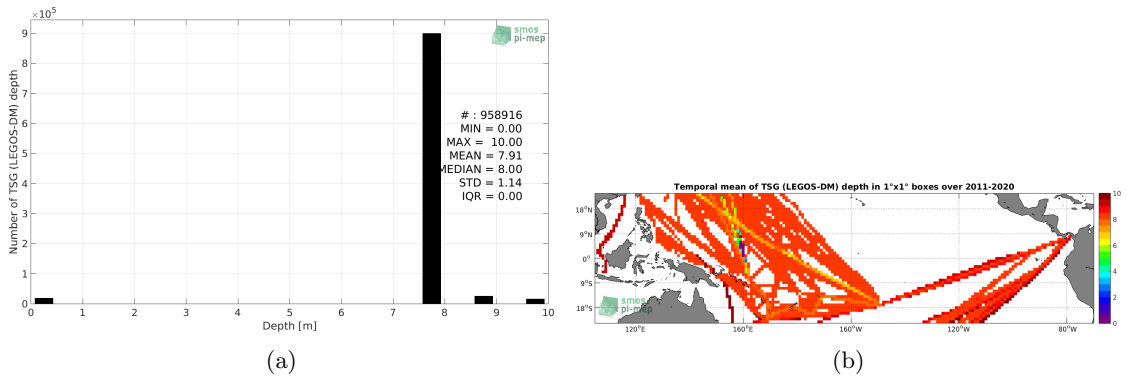 ×10⁵
9
8
7
6
5
4
3
2
1
0
Number of TSG (LEGOS-DM) depth
smos
pi-mep
# : 958916
MIN = 0.00
MAX = 10.00
MEAN = 7.91
MEDIAN = 8.00
STD = 1.14
IQR = 0.00
0 1 2 3 4 5 6 7 8 9 10
Depth [m]
(a)
Temporal mean of TSG (LEGOS-DM) depth in 1°x1° boxes over 2011-2020
18°N
9°N
0°
9°S
18°S
smos
pi-mep
120°E 160°E 160°W 120°W 80°W
10
8
6
4
2
0
(b)